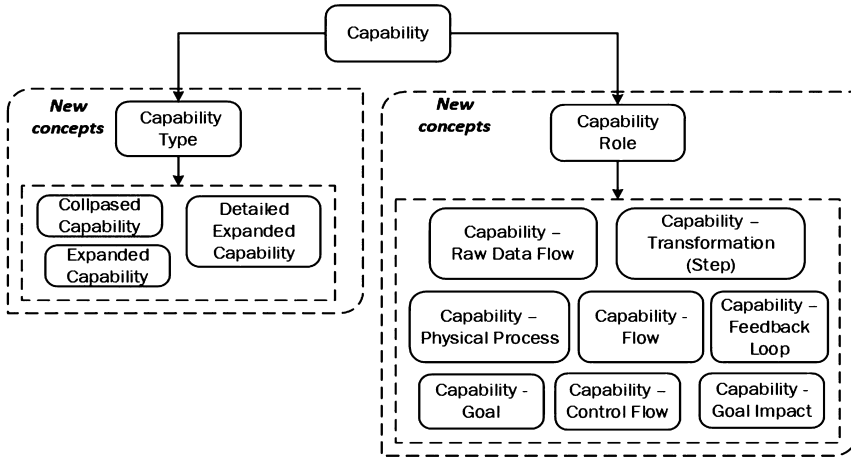 Capability
New
concepts
Capability
Type
Collpased
Capability
Expanded
Capability
Detailed
Expanded
Capability
New
concepts
Capability
Role
Capability –
Raw Data Flow
Capability –
Transformation
(Step)
Capability –
Physical Process
Capability -
Flow
Capability –
Feedback
Loop
Capability -
Goal
Capability –
Control Flow
Capability -
Goal Impact